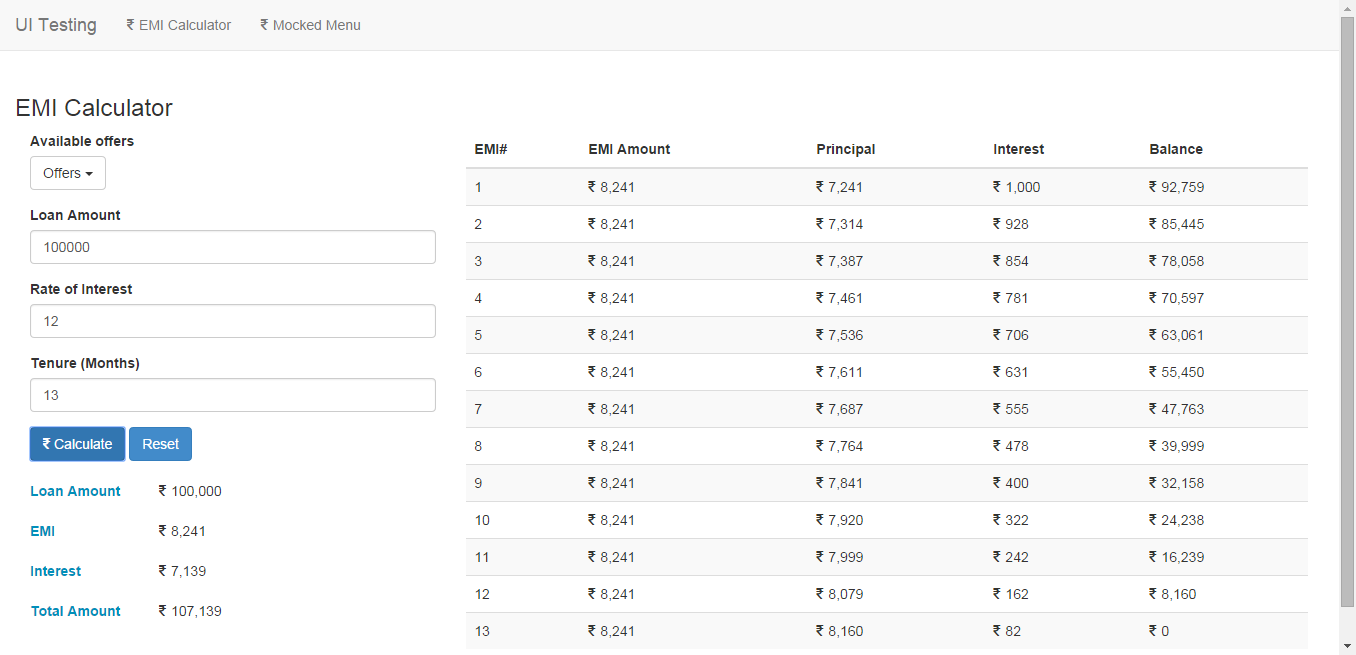 UI Testing ₹ EMI Calculator ₹ Mocked Menu
EMI Calculator
Available offers
Offers
Loan Amount
100000
Rate of Interest
12
Tenure (Months)
13
₹ Calculate Reset
Loan Amount ₹ 100,000
EMI ₹ 8,241
Interest ₹ 7,139
Total Amount ₹ 107,139
EMI# EMI Amount Principal Interest Balance
1 ₹ 8,241 ₹ 7,241 ₹ 1,000 ₹ 92,759
2 ₹ 8,241 ₹ 7,314 ₹ 928 ₹ 85,445
3 ₹ 8,241 ₹ 7,387 ₹ 854 ₹ 78,058
4 ₹ 8,241 ₹ 7,461 ₹ 781 ₹ 70,597
5 ₹ 8,241 ₹ 7,536 ₹ 706 ₹ 63,061
6 ₹ 8,241 ₹ 7,611 ₹ 631 ₹ 55,450
7 ₹ 8,241 ₹ 7,687 ₹ 555 ₹ 47,763
8 ₹ 8,241 ₹ 7,764 ₹ 478 ₹ 39,999
9 ₹ 8,241 ₹ 7,841 ₹ 400 ₹ 32,158
10 ₹ 8,241 ₹ 7,920 ₹ 322 ₹ 24,238
11 ₹ 8,241 ₹ 7,999 ₹ 242 ₹ 16,239
12 ₹ 8,241 ₹ 8,079 ₹ 162 ₹ 8,160
13 ₹ 8,241 ₹ 8,160 ₹ 82 ₹ 0